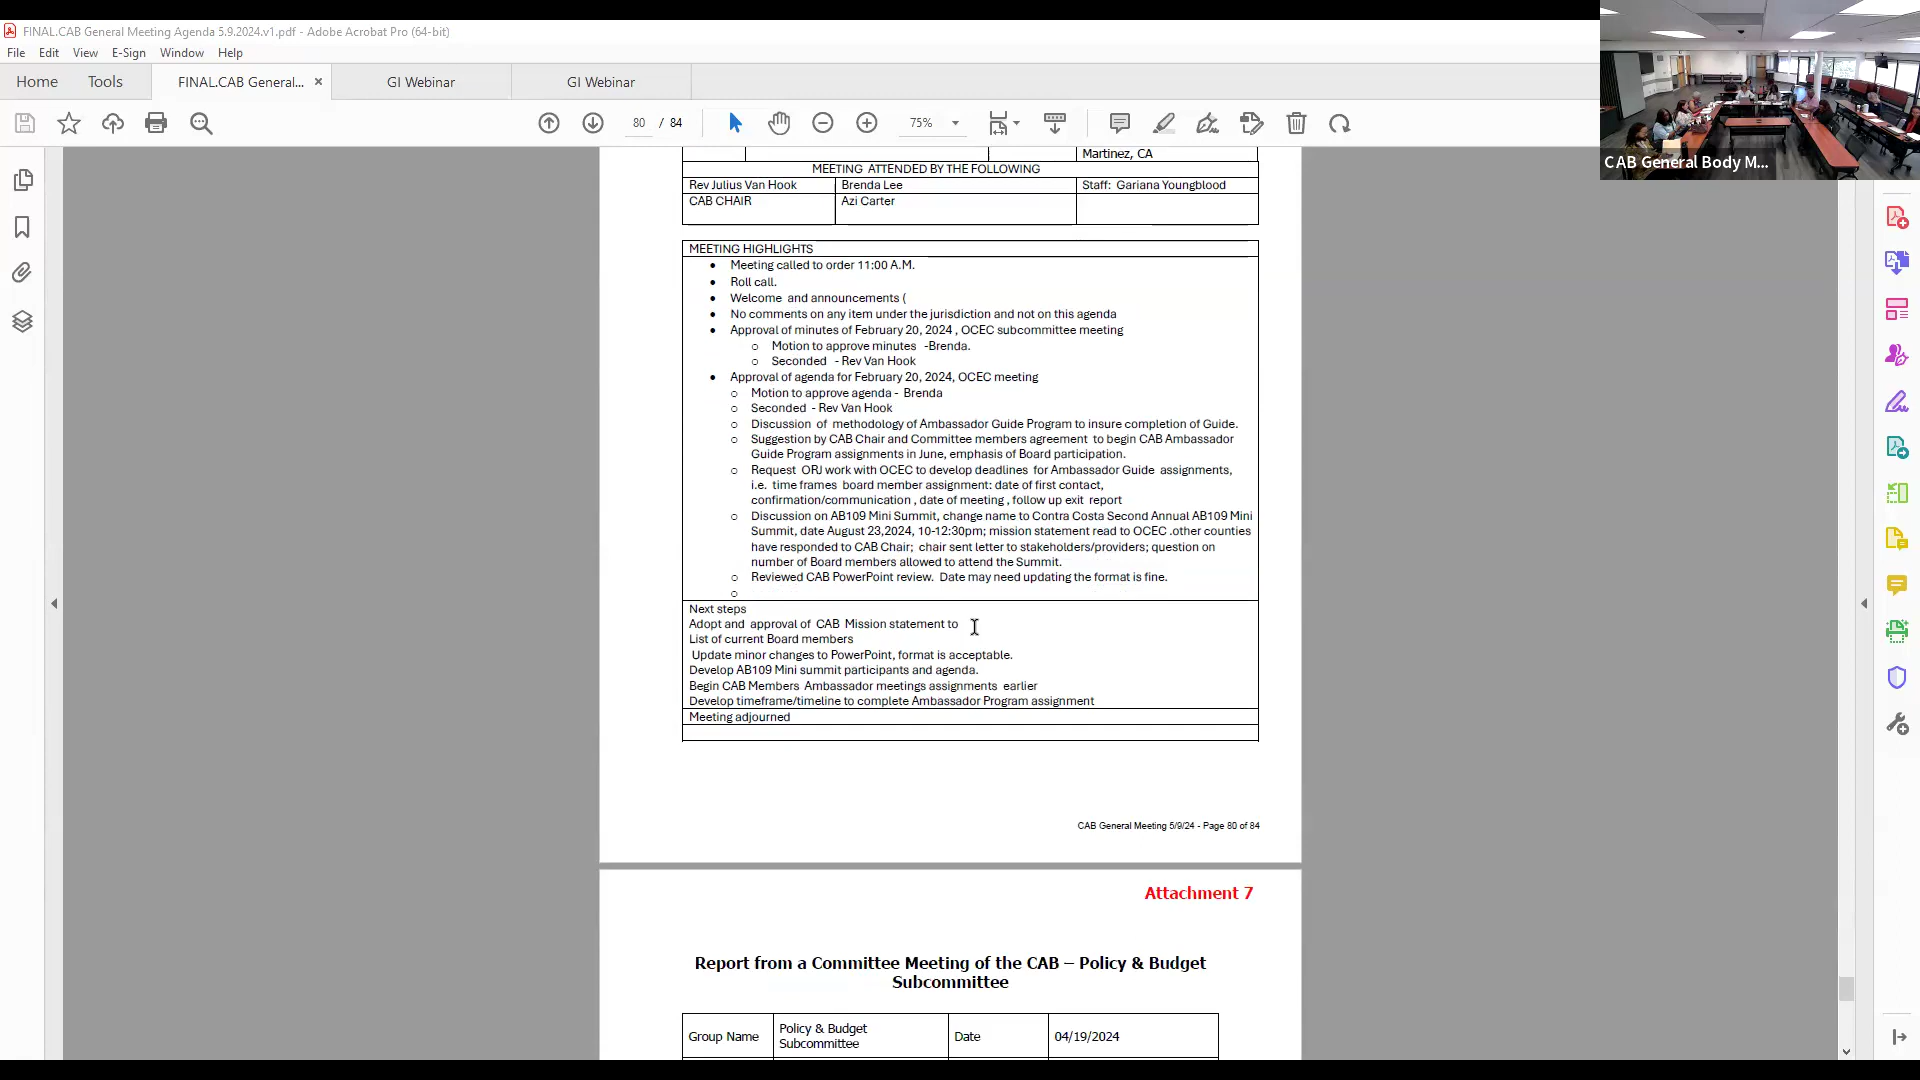 FINAL.CAB General Meeting Agenda 5.9.2024.v1.pdf - Adobe Acrobat Pro (64-bit)
File Edit View E-Sign Window Help
Home Tools FINAL.CAB General... × GI Webinar GI Webinar
80 / 84 75%
CAB General Body M...
Martinez, CA
MEETING ATTENDED BY THE FOLLOWING
Rev Julius Van Hook Brenda Lee Staff: Gariana Youngblood
CAB CHAIR Azi Carter
MEETING HIGHLIGHTS
• Meeting called to order 11:00 A.M.
• Roll call.
• Welcome and announcements (
• No comments on any item under the jurisdiction and not on this agenda
• Approval of minutes of February 20, 2024 , OCEC subcommittee meeting
o Motion to approve minutes -Brenda.
o Seconded - Rev Van Hook
• Approval of agenda for February 20, 2024, OCEC meeting
o Motion to approve agenda - Brenda
o Seconded - Rev Van Hook
o Discussion of methodology of Ambassador Guide Program to insure completion of Guide.
o Suggestion by CAB Chair and Committee members agreement to begin CAB Ambassador
Guide Program assignments in June, emphasis of Board participation.
o Request ORJ work with OCEC to develop deadlines for Ambassador Guide assignments,
i.e. time frames board member assignment: date of first contact,
confirmation/communication , date of meeting , follow up exit report
o Discussion on AB109 Mini Summit, change name to Contra Costa Second Annual AB109 Mini
Summit, date August 23,2024, 10-12:30pm; mission statement read to OCEC .other counties
have responded to CAB Chair; chair sent letter to stakeholders/providers; question on
number of Board members allowed to attend the Summit.
o Reviewed CAB PowerPoint review. Date may need updating the format is fine.
o
Next steps
Adopt and approval of CAB Mission statement to
List of current Board members
Update minor changes to PowerPoint, format is acceptable.
Develop AB109 Mini summit participants and agenda.
Begin CAB Members Ambassador meetings assignments earlier
Develop timeframe/timeline to complete Ambassador Program assignment
Meeting adjourned
CAB General Meeting 5/9/24 - Page 80 of 84
Attachment 7
Report from a Committee Meeting of the CAB – Policy & Budget
Subcommittee
Group Name Policy & Budget Subcommittee Date 04/19/2024